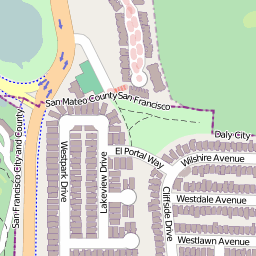 San Mateo County
San Francisco
San Francisco City and County
Daly City
El Portal Way
Wilshire Avenue
Westpark Drive
Lakeview Drive
Cliffside Drive
Westdale Avenue
Westlawn Avenue